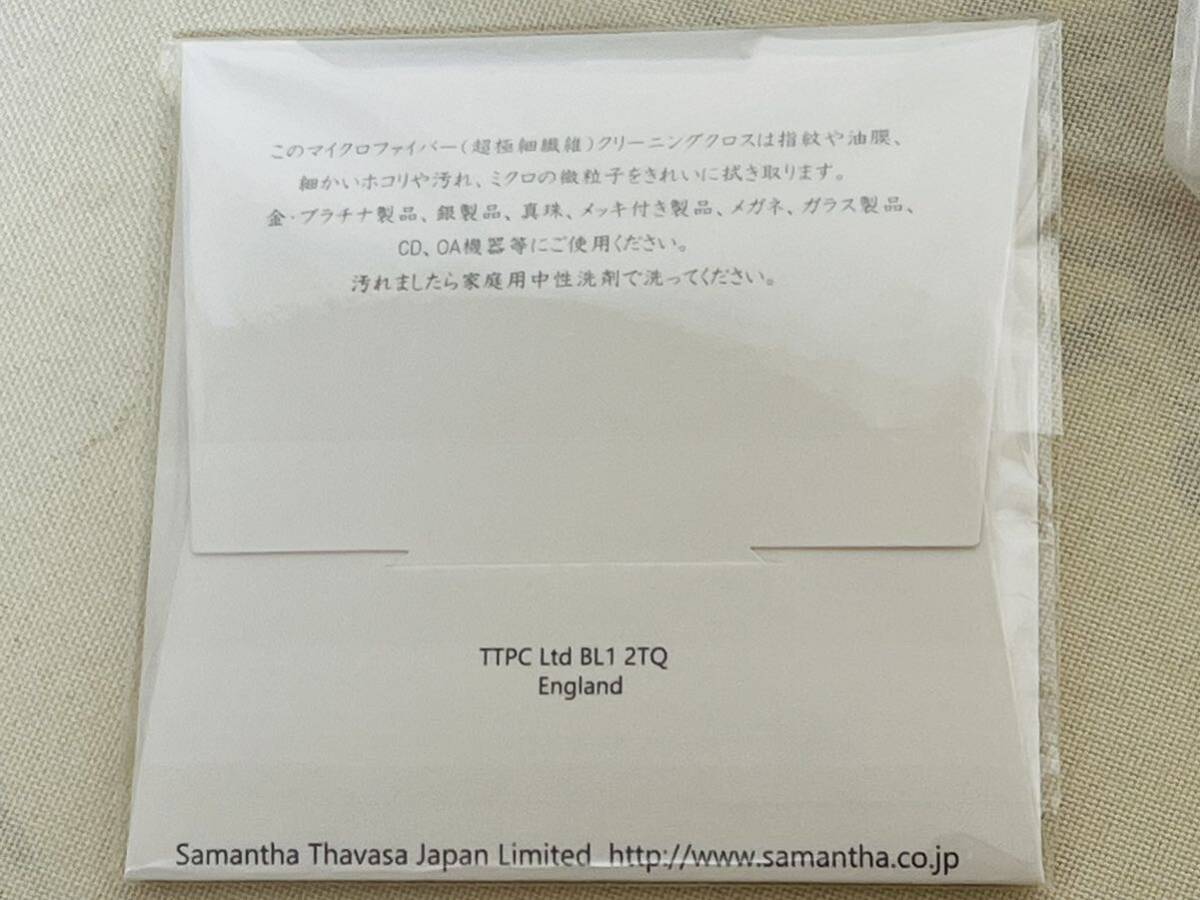 このマイクロファイバー(超極細繊維)クリーニングクロスは指紋や油膜、
細かいホコリや汚れ、ミクロの微粒子をきれいに拭き取ります。
金・プラチナ製品、銀製品、真珠、メッキ付き製品、メガネ、ガラス製品、
CD、OA機器等にご使用ください。
汚れましたら家庭用中性洗剤で洗ってください。
TTPC Ltd BL1 2TQ
England
Samantha Thavasa Japan Limited http://www.samantha.co.jp